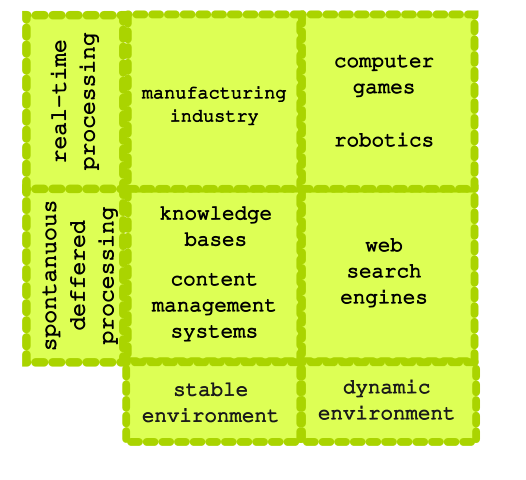 real-time
processing
manufacturing
industry
computer
games
robotics
spontanuous
deffered
processing
knowledge
bases
content
management
systems
web
search
engines
stable
environment
dynamic
environment